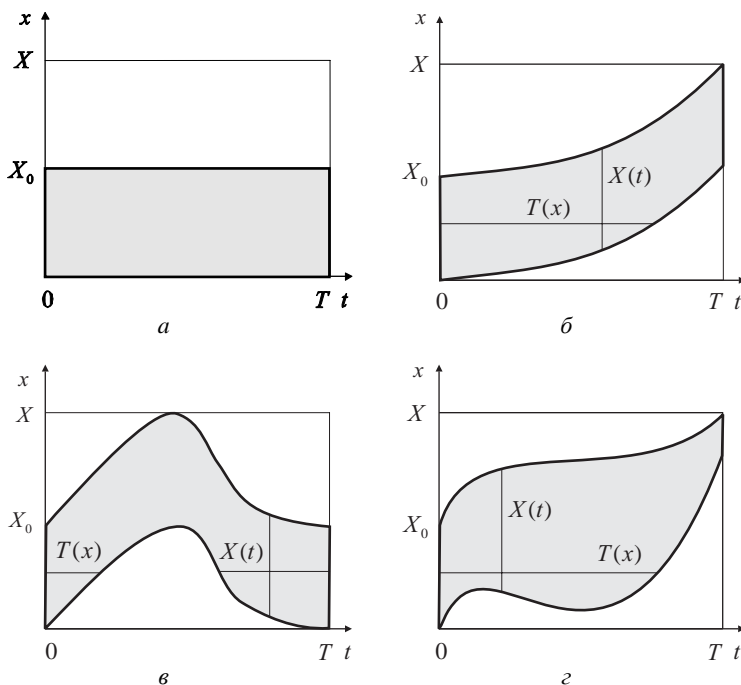 x
X
X₀
0
T t
а
x
X
X₀
X(t)
T(x)
0
T t
б
x
X
X₀
T(x)
X(t)
0
T t
в
x
X
X₀
X(t)
T(x)
0
T t
г